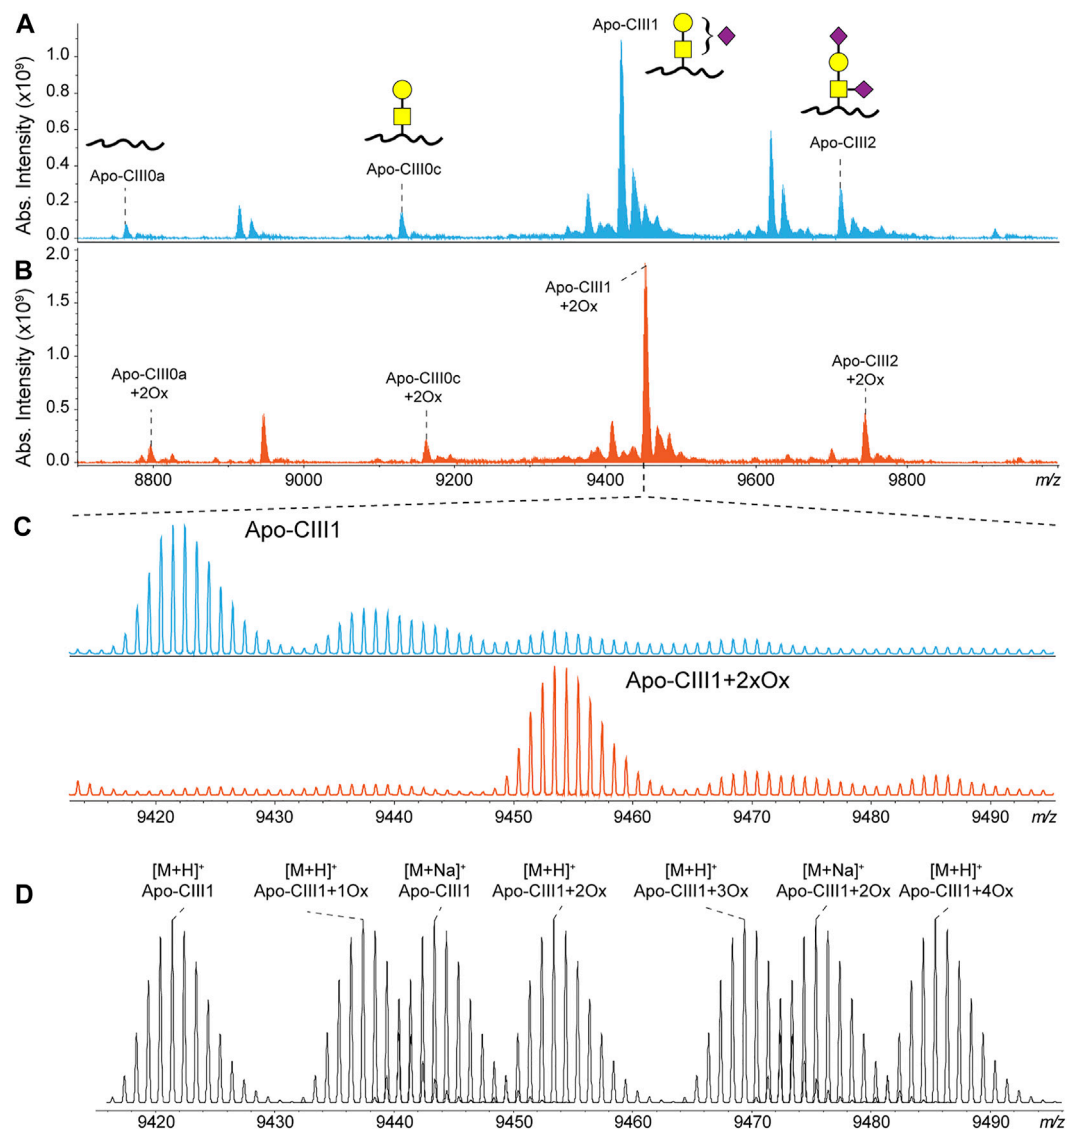 A
Abs. Intensity (x10⁹)
1.0
0.8
0.6
0.4
0.2
0.0
Apo-CIII0a
Apo-CIII0c
Apo-CIII1
Apo-CIII2
B
Abs. Intensity (x10⁹)
2.0
1.5
1.0
0.5
0.0
Apo-CIII0a
+2Ox
Apo-CIII0c
+2Ox
Apo-CIII1
+2Ox
Apo-CIII2
+2Ox
8800 9000 9200 9400 9600 9800 m/z
C
Apo-CIII1
Apo-CIII1+2xOx
9420 9430 9440 9450 9460 9470 9480 9490 m/z
D
[M+H]⁺ [M+H]⁺ [M+Na]⁺ [M+H]⁺ [M+H]⁺ [M+Na]⁺ [M+H]⁺
Apo-CIII1 Apo-CIII1+1Ox Apo-CIII1 Apo-CIII1+2Ox Apo-CIII1+3Ox Apo-CIII1+2Ox Apo-CIII1+4Ox
9420 9430 9440 9450 9460 9470 9480 9490 m/z